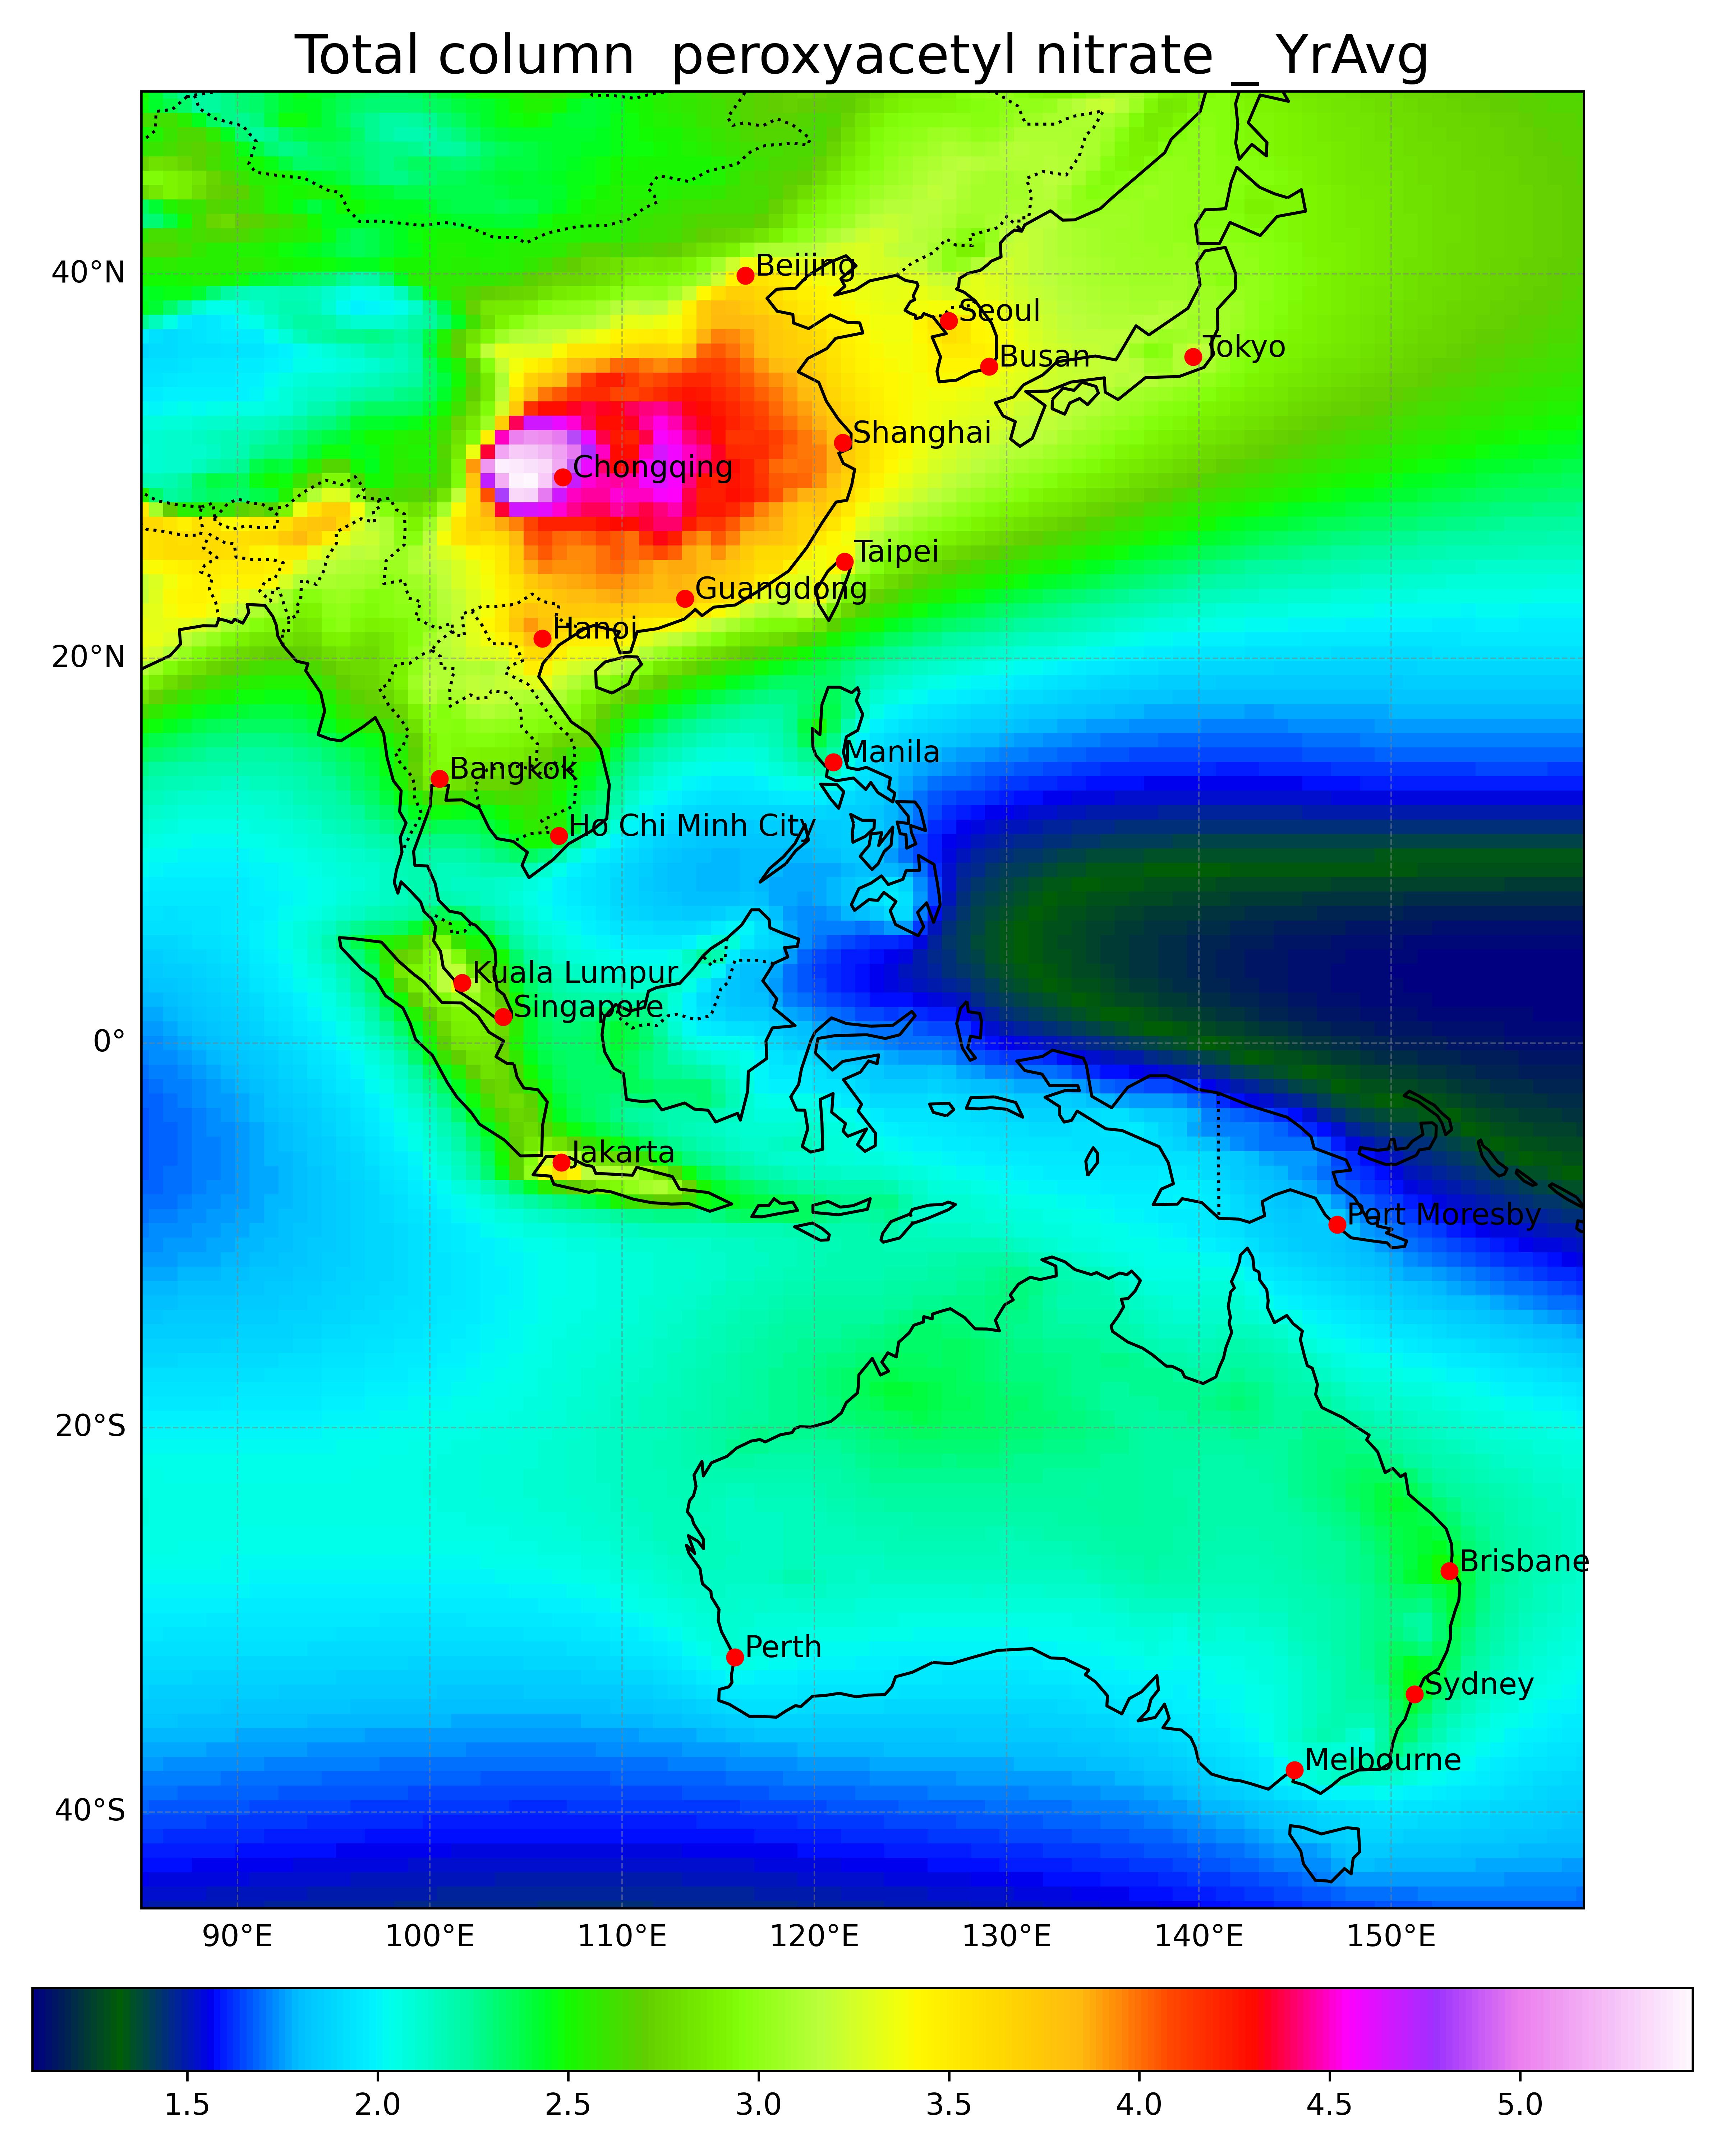 Total column  peroxyacetyl nitrate _ YrAvg
40°N
20°N
0°
20°S
40°S
Beijing
Seoul
Tokyo
Busan
Shanghai
Chongqing
Taipei
Guangdong
Hanoi
Manila
Bangkok
Ho Chi Minh City
Kuala Lumpur
Singapore
Jakarta
Port Moresby
Brisbane
Perth
Sydney
Melbourne
90°E 100°E 110°E 120°E 130°E 140°E 150°E
1.5 2.0 2.5 3.0 3.5 4.0 4.5 5.0